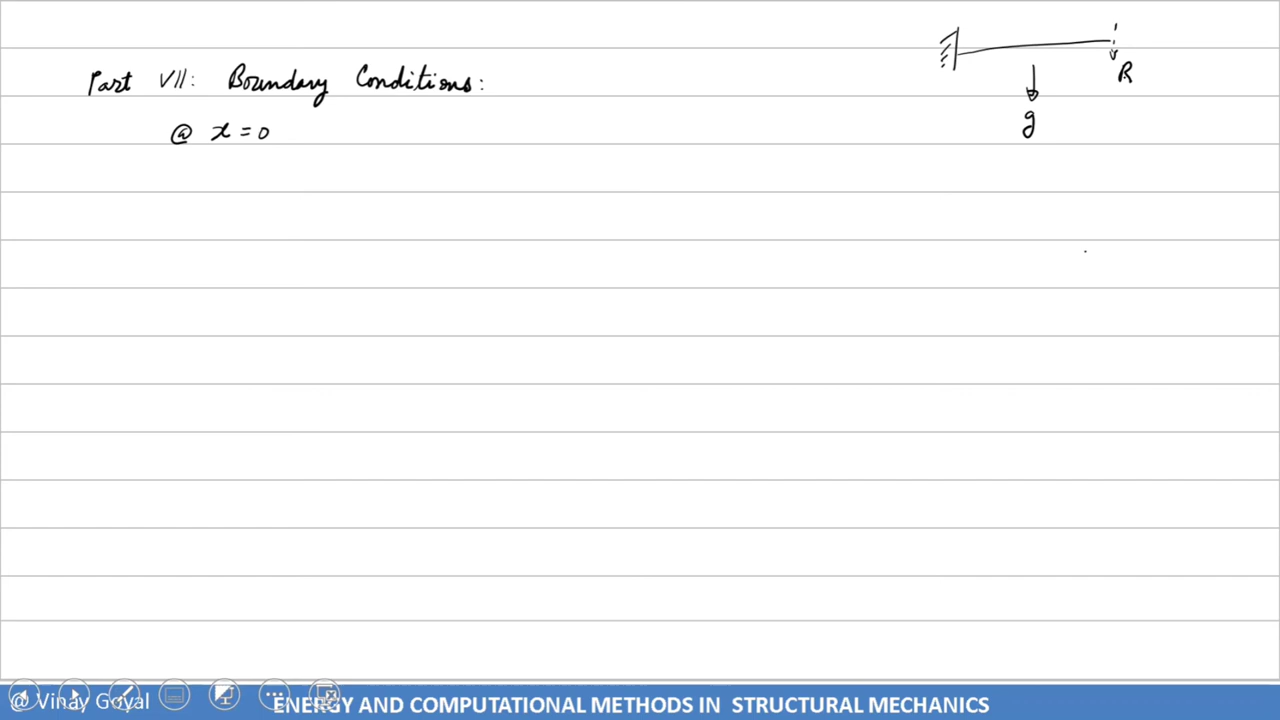 Part VII: Boundary Conditions:
@ x = 0
R
g
@ Vinay Goyal
ENERGY AND COMPUTATIONAL METHODS IN STRUCTURAL MECHANICS